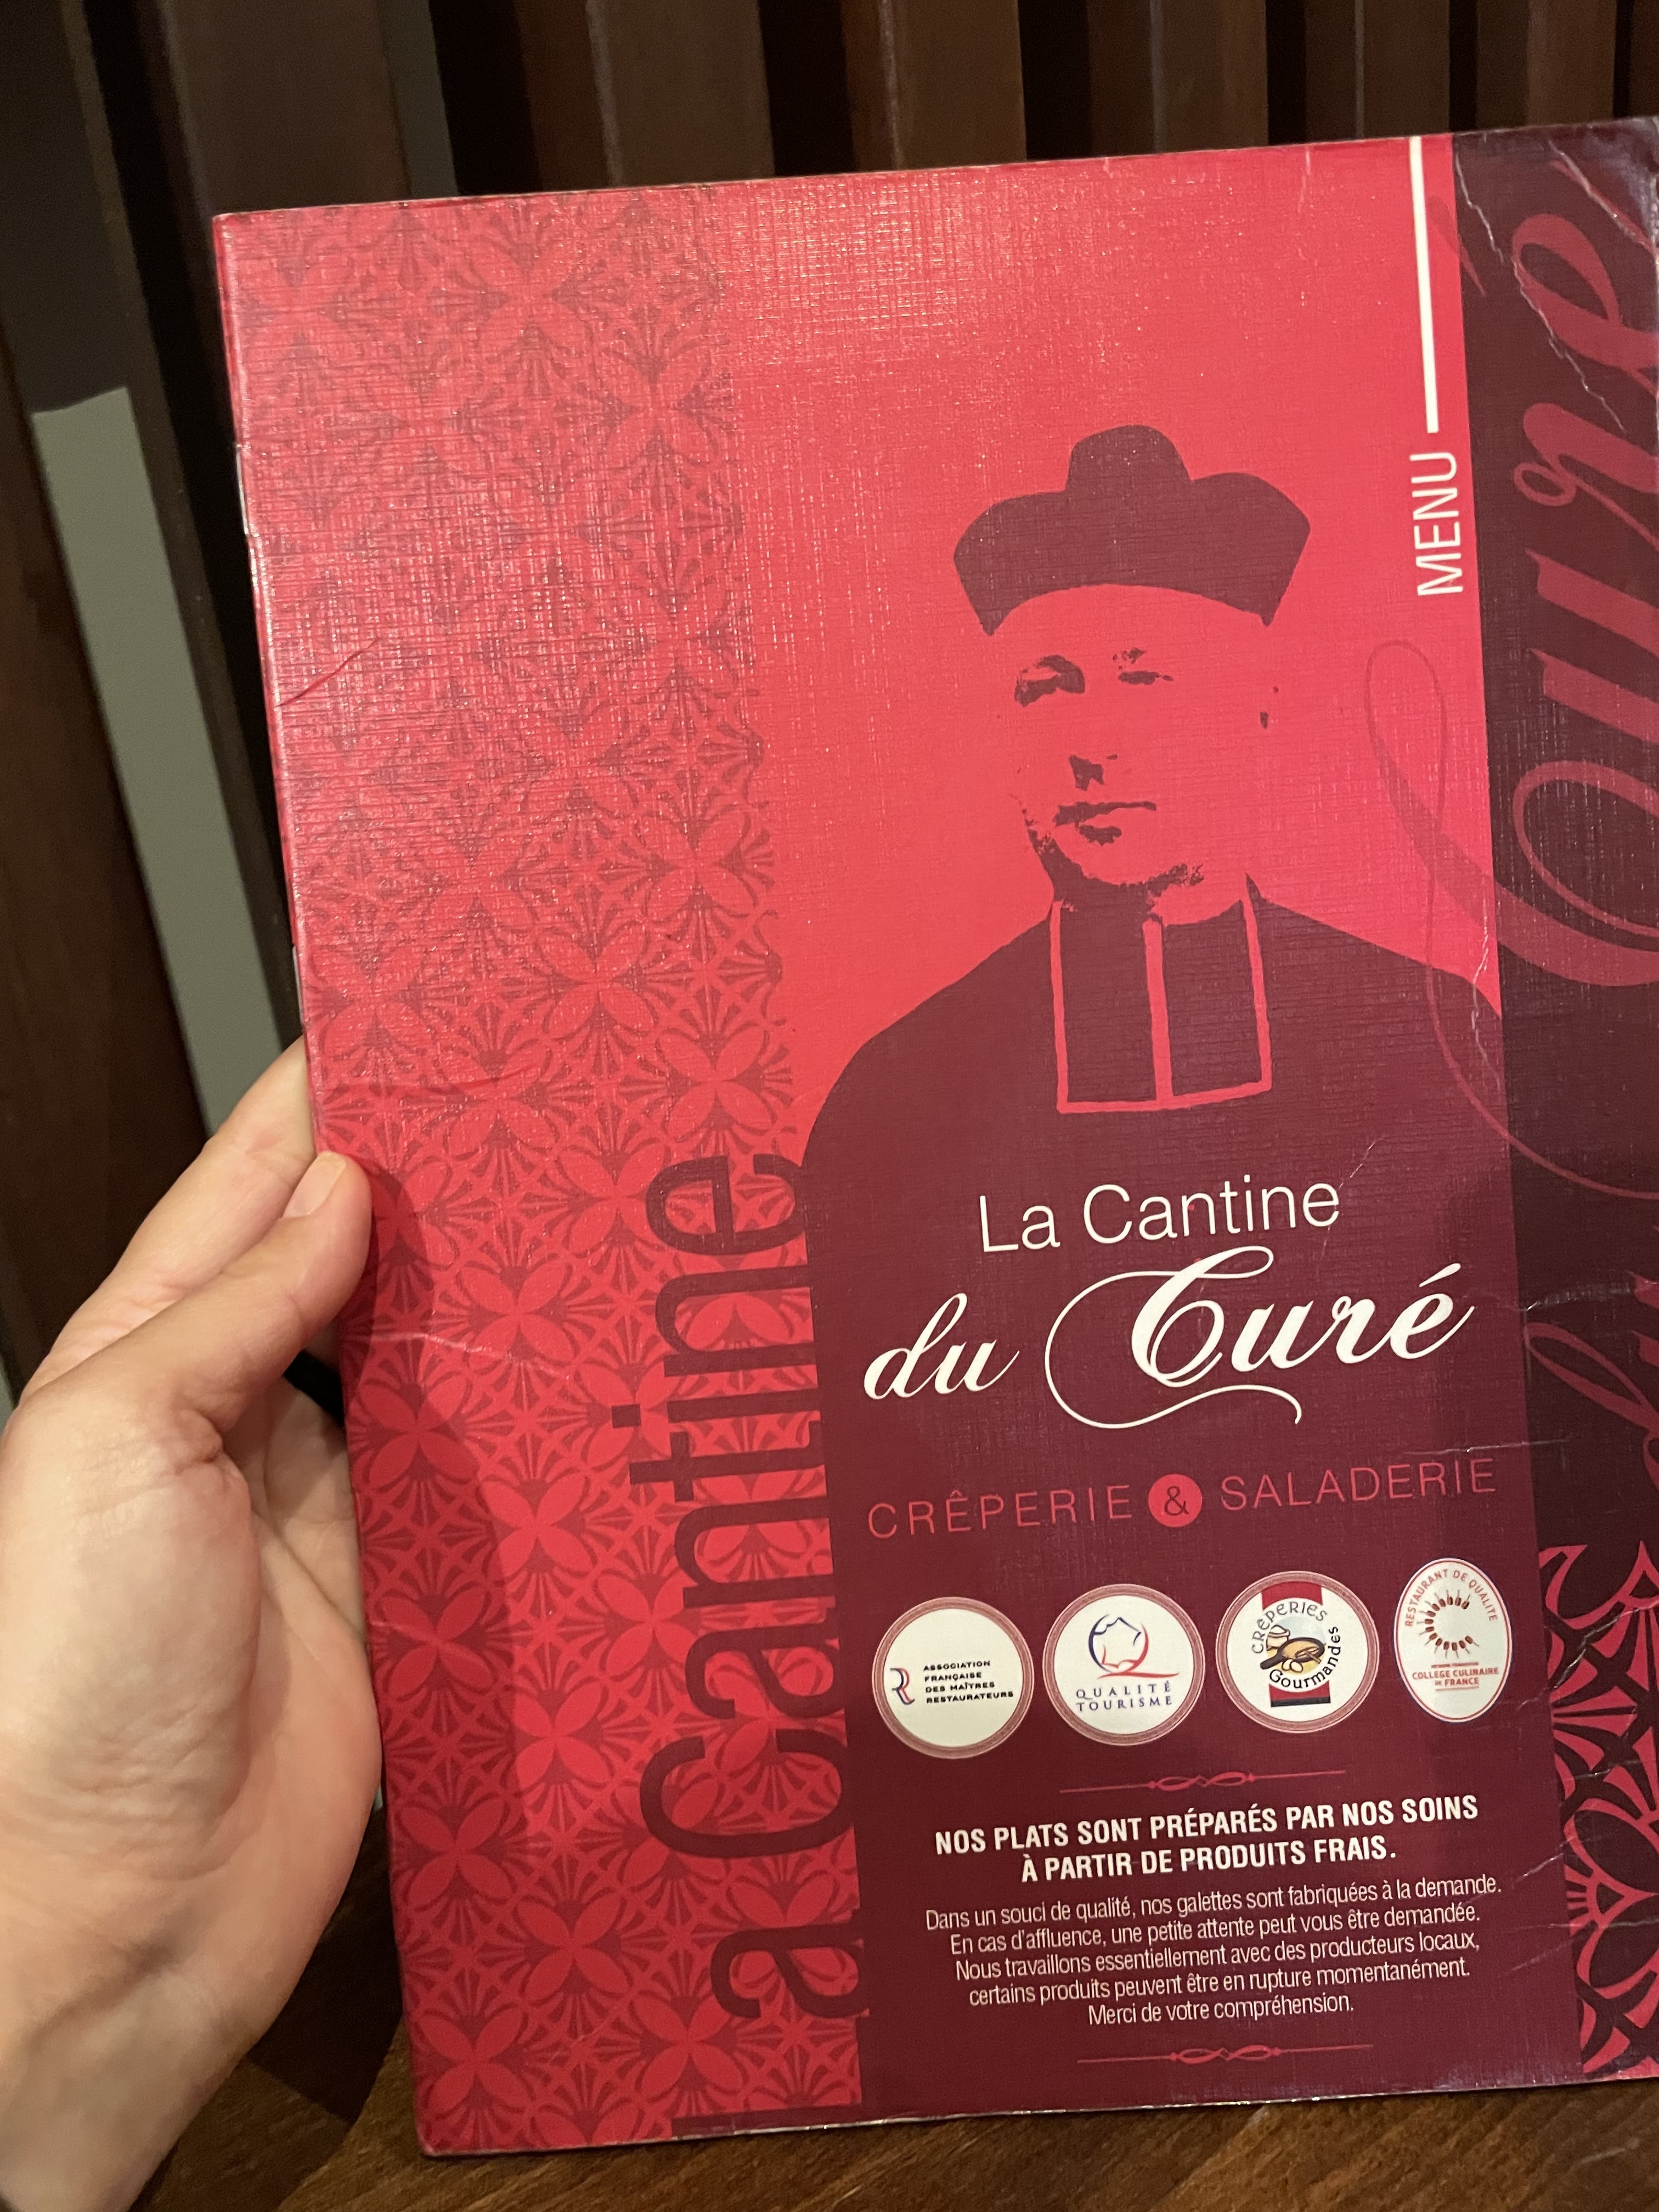 MENU
La Cantine
du Curé
CRÊPERIE & SALADERIE
ASSOCIATION
FRANÇAISE
DES MAÎTRES
RESTAURATEURS
QUALITÉ
TOURISME
CRÊPERIES
Gourmandes
RESTAURANT DE QUALITÉ
COLLEGE CULINAIRE
DE FRANCE
NOS PLATS SONT PRÉPARÉS PAR NOS SOINS
À PARTIR DE PRODUITS FRAIS.
Dans un souci de qualité, nos galettes sont fabriquées à la demande.
En cas d'affluence, une petite attente peut vous être demandée.
Nous travaillons essentiellement avec des producteurs locaux,
certains produits peuvent être en rupture momentanément.
Merci de votre compréhension.
La Cantine
Curé